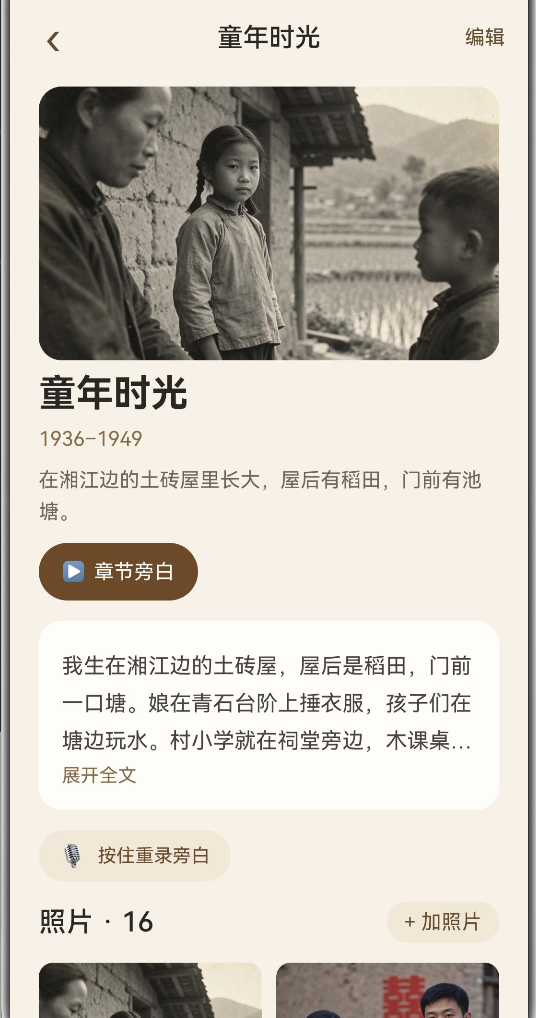 童年时光
编辑
童年时光
1936-1949
在湘江边的土砖屋里长大，屋后有稻田，门前有池
塘。
章节旁白
我生在湘江边的土砖屋，屋后是稻田，门前
一口塘。娘在青石台阶上捶衣服，孩子们在
塘边玩水。村小学就在祠堂旁边，木课桌...
展开全文
按住重录旁白
照片 · 16
+ 加照片
囍